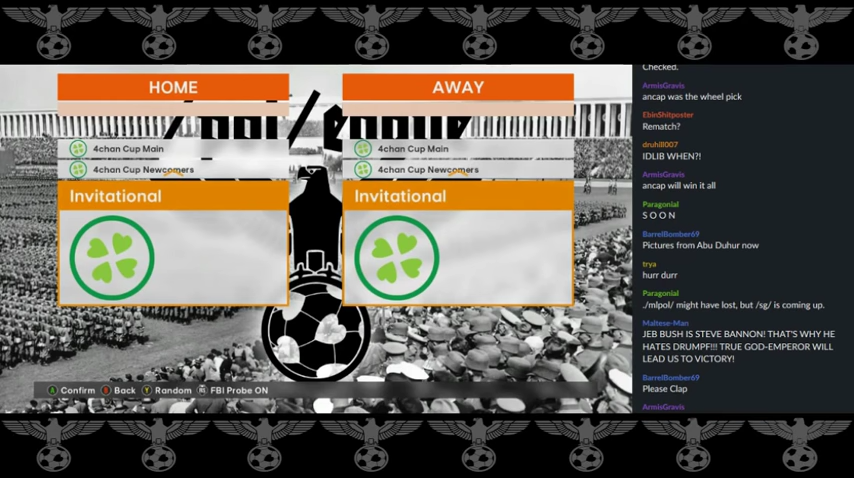 HOME
AWAY
4chan Cup Main
4chan Cup Newcomers
Invitational
4chan Cup Main
4chan Cup Newcomers
Invitational
Confirm Back Random FBI Probe ON
Checked.
ArmisGravis
ancap was the wheel pick
EbinShitposter
Rematch?
druhill007
IDLIB WHEN?!
ArmisGravis
ancap will win it all
Paragonial
S O O N
BarrelBomber69
Pictures from Abu Duhur now
trya
hurr durr
Paragonial
./mlpol/ might have lost, but /sg/ is coming up.
Maltese-Man
JEB BUSH IS STEVE BANNON! THAT'S WHY HE
HATES DRUMPF!!! TRUE GOD-EMPEROR WILL
LEAD US TO VICTORY!
BarrelBomber69
Please Clap
ArmisGravis